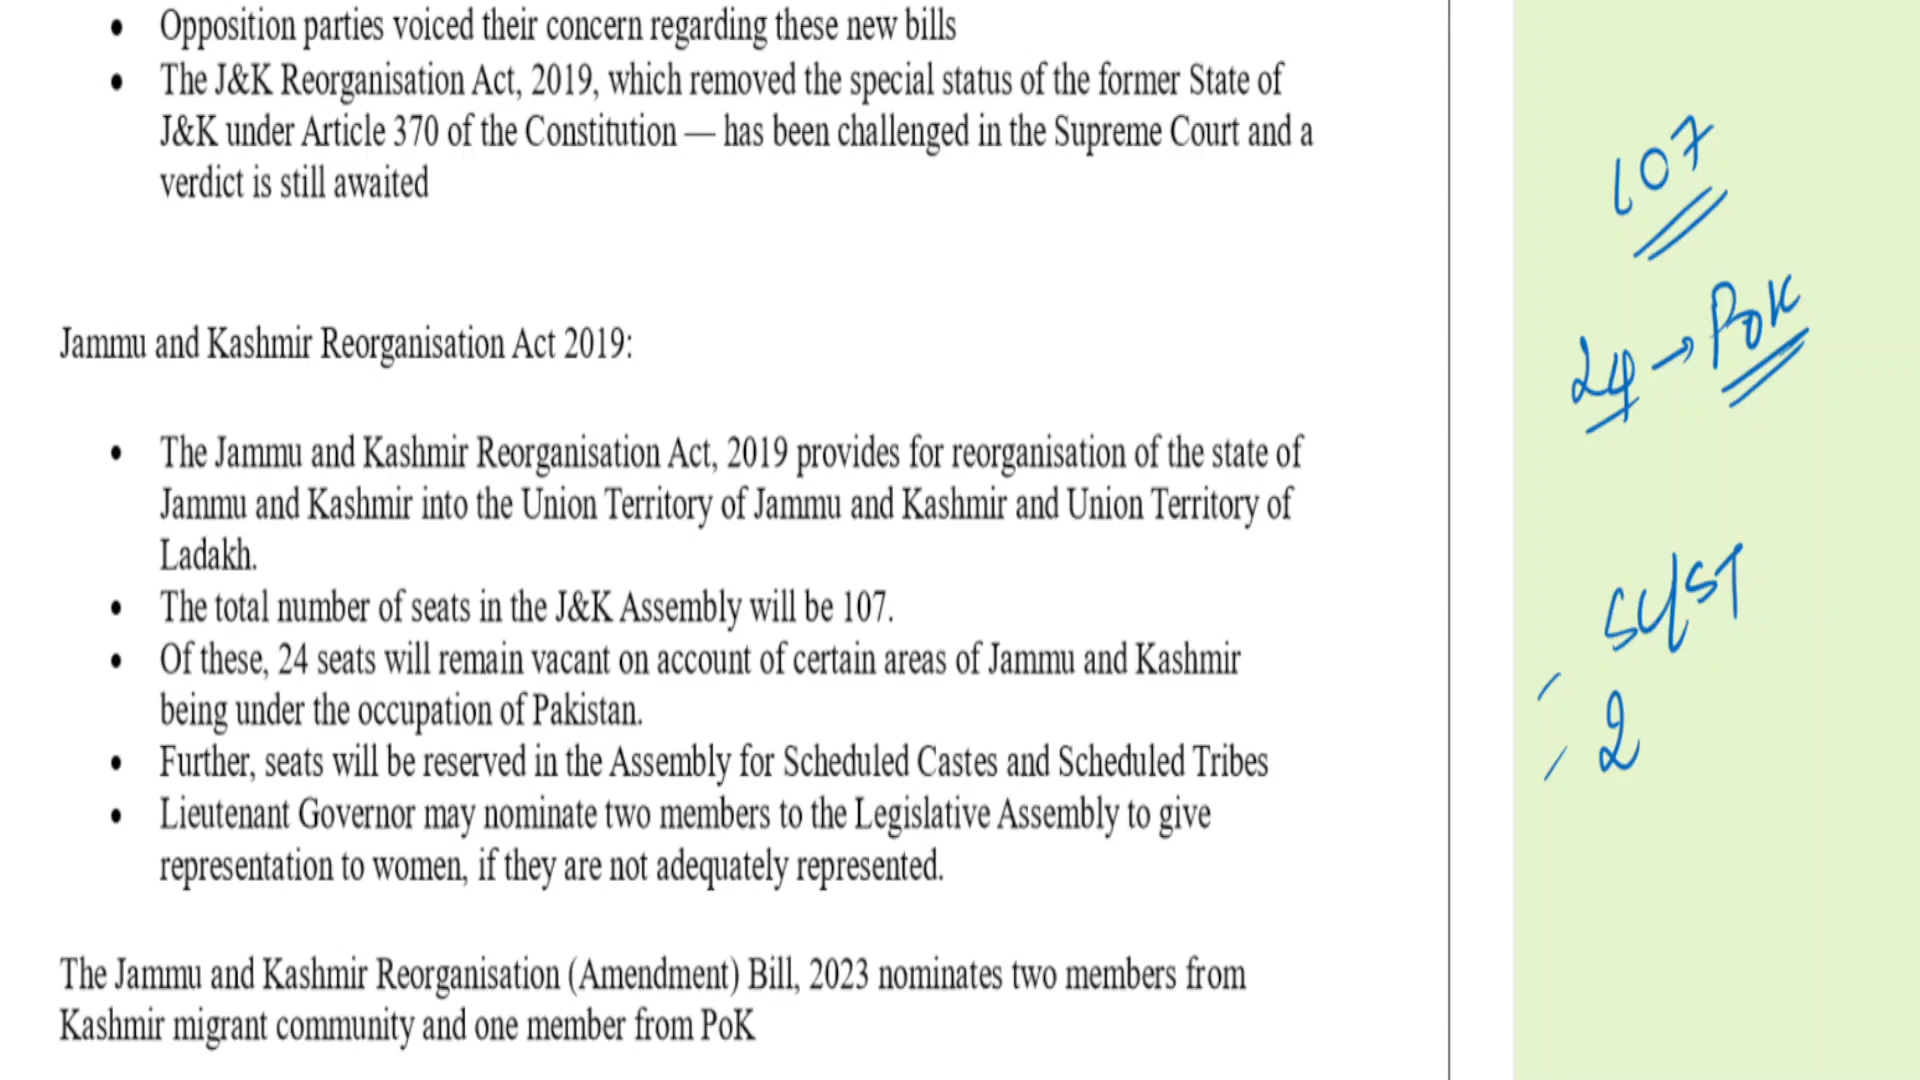 • Opposition parties voiced their concern regarding these new bills
• The J&K Reorganisation Act, 2019, which removed the special status of the former State of
J&K under Article 370 of the Constitution — has been challenged in the Supreme Court and a
verdict is still awaited
Jammu and Kashmir Reorganisation Act 2019:
• The Jammu and Kashmir Reorganisation Act, 2019 provides for reorganisation of the state of
Jammu and Kashmir into the Union Territory of Jammu and Kashmir and Union Territory of
Ladakh.
• The total number of seats in the J&K Assembly will be 107.
• Of these, 24 seats will remain vacant on account of certain areas of Jammu and Kashmir
being under the occupation of Pakistan.
• Further, seats will be reserved in the Assembly for Scheduled Castes and Scheduled Tribes
• Lieutenant Governor may nominate two members to the Legislative Assembly to give
representation to women, if they are not adequately represented.
The Jammu and Kashmir Reorganisation (Amendment) Bill, 2023 nominates two members from
Kashmir migrant community and one member from PoK
107
24 → PoK
SC/ST
2